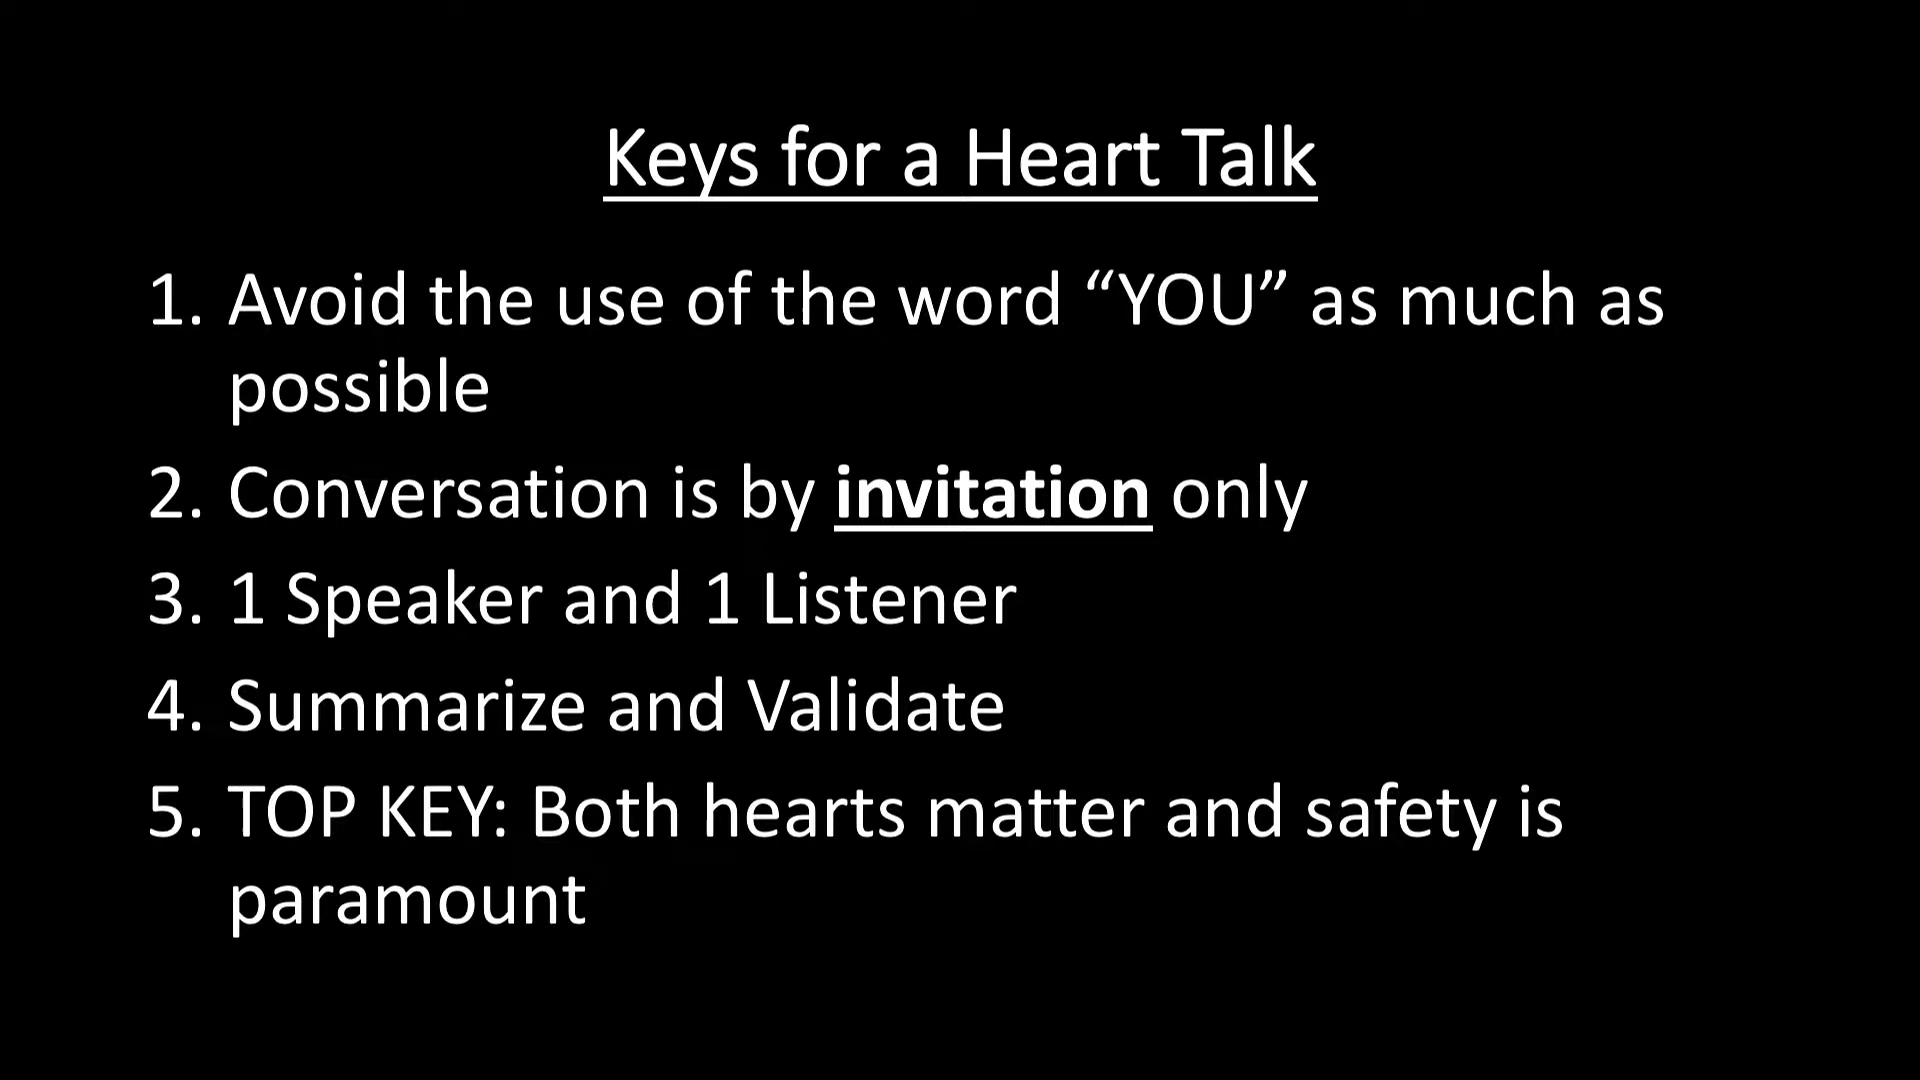 Keys for a Heart Talk
1. Avoid the use of the word “YOU” as much as
possible
2. Conversation is by invitation only
3. 1 Speaker and 1 Listener
4. Summarize and Validate
5. TOP KEY: Both hearts matter and safety is
paramount